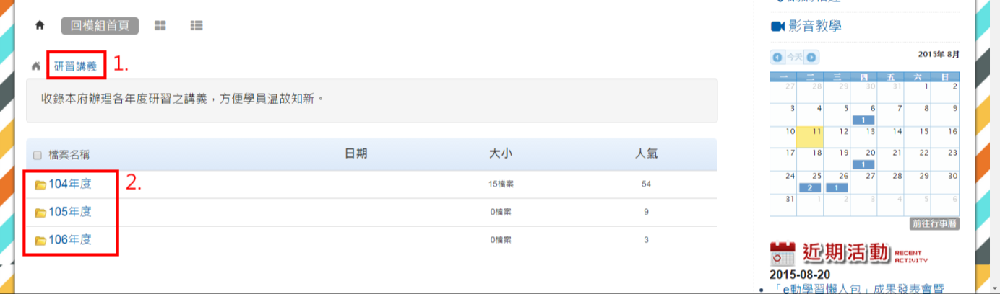 回模組首頁
研習講義 1.
收錄本府辦理各年度研習之講義，方便學員温故知新。
檔案名稱 日期 大小 人氣
104年度 2. 15檔案 54
105年度 0檔案 9
106年度 0檔案 3
影音教學
今天 2015年 8月
一 二 三 四 五 六 日
27 28 29 30 31 1 2
3 4 5 6 7 8 9
1
10 11 12 13 14 15 16
17 18 19 20 21 22 23
1
24 25 26 27 28 29 30
2 1
31 1 2 3 4 5 6
前往行事曆
近期活動 RECENT ACTIVITY
2015-08-20
「e動學習懶人包」成果發表會暨